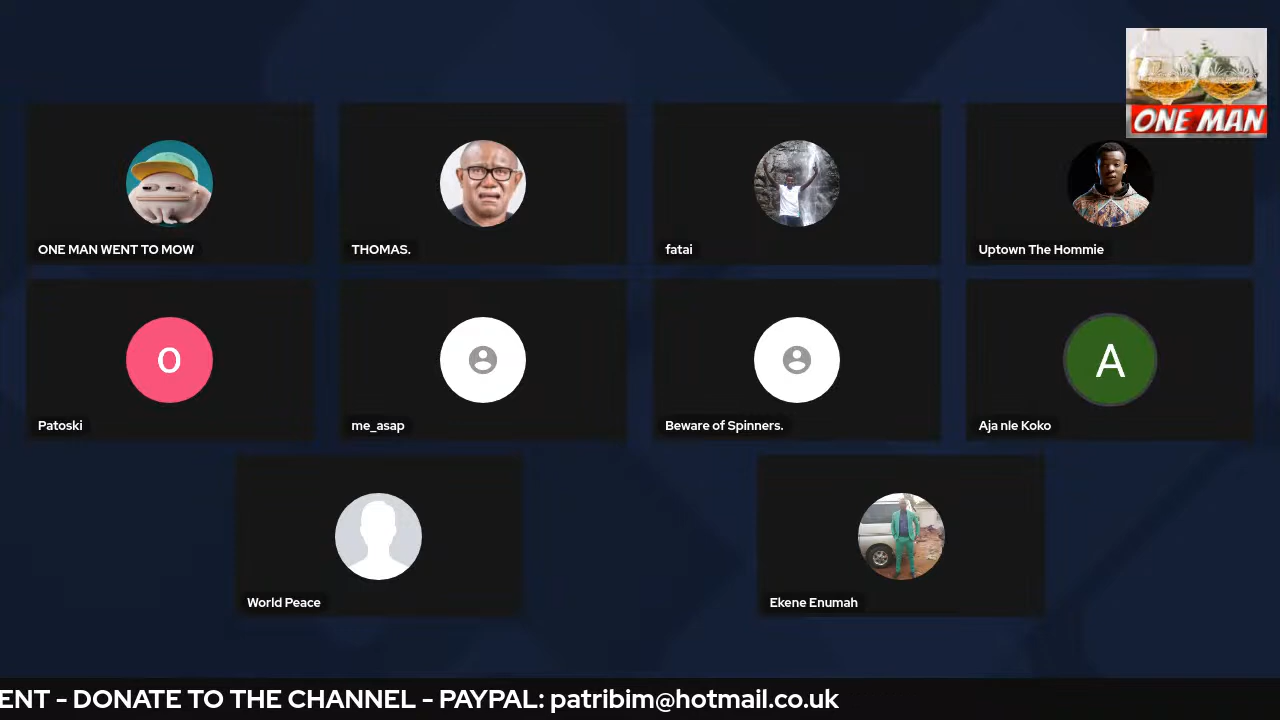 ONE MAN
ONE MAN WENT TO MOW
THOMAS.
fatai
Uptown The Hommie
O
Patoski
me_asap
Beware of Spinners.
A
Aja nle Koko
World Peace
Ekene Enumah
ENT - DONATE TO THE CHANNEL - PAYPAL: patribim@hotmail.co.uk